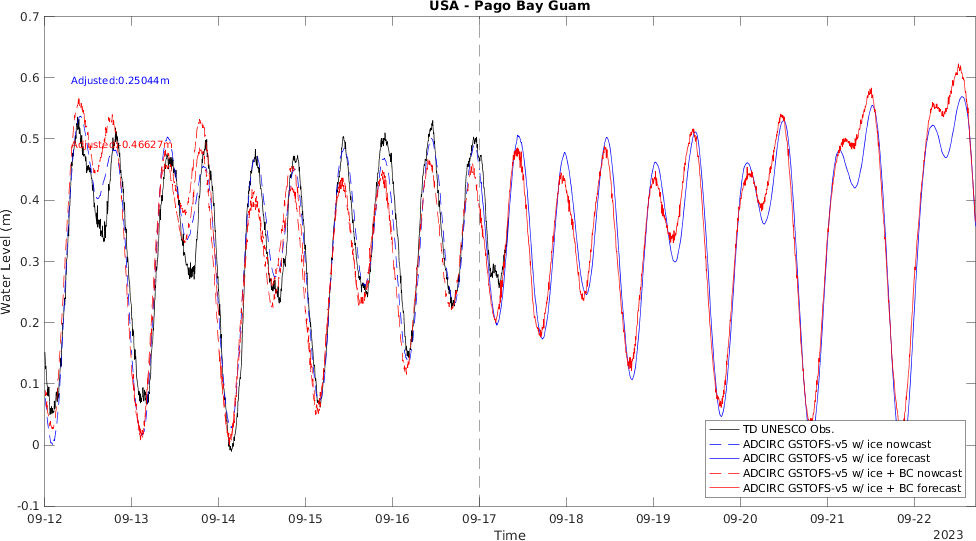 USA - Pago Bay Guam
0.7
0.6
0.5
0.4
0.3
0.2
0.1
0
-0.1
Water Level (m)
Adjusted:0.25044m
Adjusted:-0.46627m
TD UNESCO Obs.
ADCIRC GSTOFS-v5 w/ ice nowcast
ADCIRC GSTOFS-v5 w/ ice forecast
ADCIRC GSTOFS-v5 w/ ice + BC nowcast
ADCIRC GSTOFS-v5 w/ ice + BC forecast
09-12 09-13 09-14 09-15 09-16 09-17 09-18 09-19 09-20 09-21 09-22
Time
2023